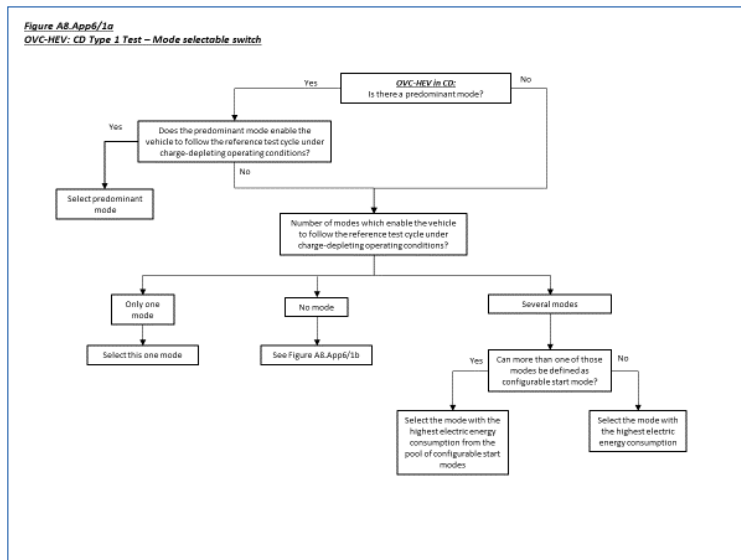 Figure A8.App6/1a
OVC-HEV: CD Type 1 Test – Mode selectable switch
OVC-HEV in CD:
Is there a predominant mode?
Yes
No
Does the predominant mode enable the
vehicle to follow the reference test cycle under
charge-depleting operating conditions?
Yes
No
Select predominant
mode
Number of modes which enable the vehicle
to follow the reference test cycle under
charge-depleting operating conditions?
Only one
mode
No mode
Several modes
Select this one mode
See Figure A8.App6/1b
Yes
Can more than one of those
modes be defined as
configurable start mode?
No
Select the mode with the
highest electric energy
consumption from the
pool of configurable start
modes
Select the mode with
the highest electric
energy consumption